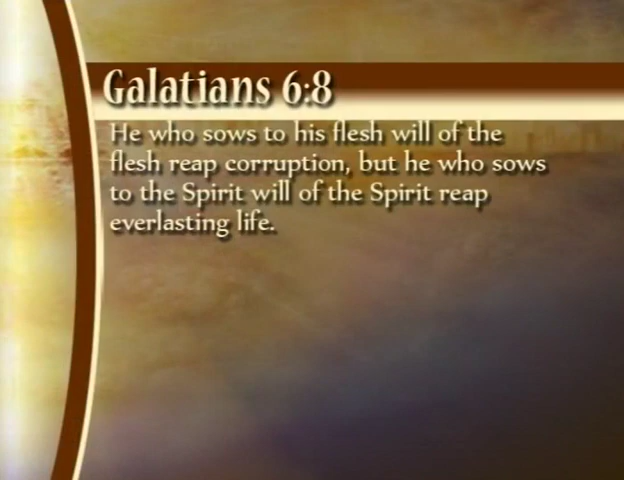 Galatians 6:8
He who sows to his flesh will of the
flesh reap corruption, but he who sows
to the Spirit will of the Spirit reap
everlasting life.